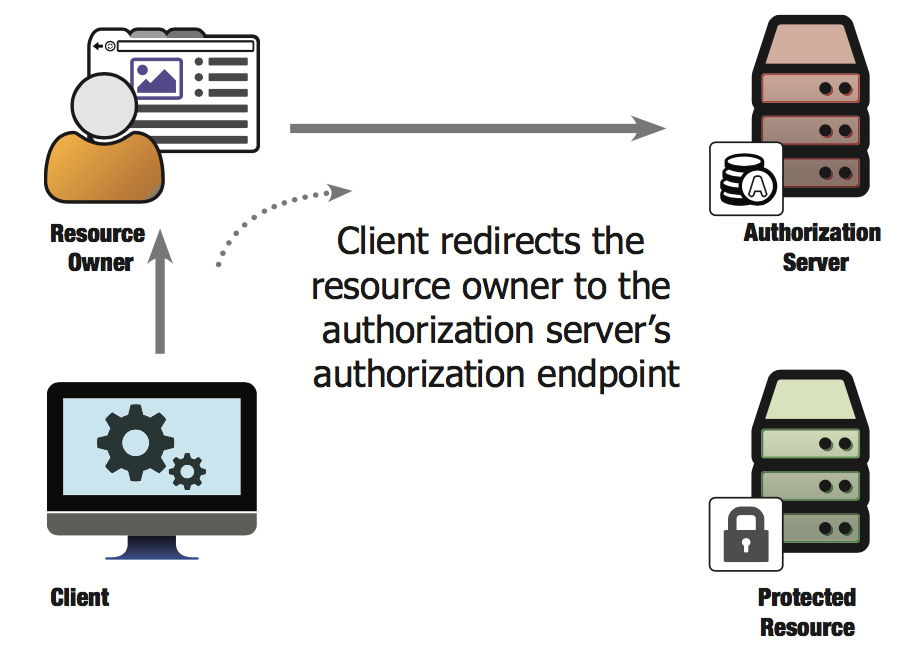 Resource
Owner
Authorization
Server
Client redirects the
resource owner to the
authorization server’s
authorization endpoint
A
Client
Protected
Resource